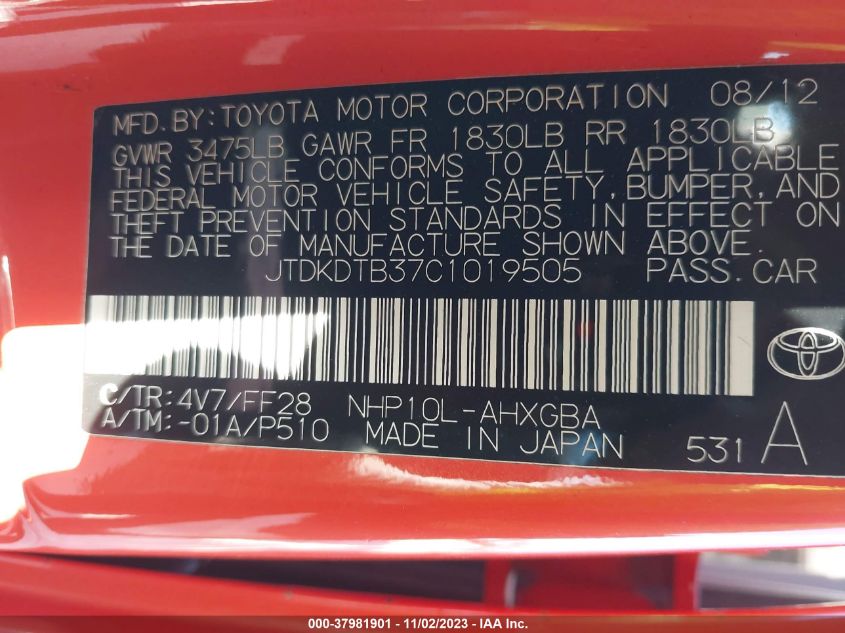 MFD. BY: TOYOTA MOTOR CORPORATION 08/12
GVWR 3475LB GAWR FR 1830LB RR 1830LB
THIS VEHICLE CONFORMS TO ALL APPLICABLE
FEDERAL MOTOR VEHICLE SAFETY, BUMPER, AND
THEFT PREVENTION STANDARDS IN EFFECT ON
THE DATE OF MANUFACTURE SHOWN ABOVE.
JTDKDTB37C1019505 PASS.CAR
C/TR: 4V7/FF28 NHP10L-AHXGBA
A/TM: -01A/P510 MADE IN JAPAN 531 A
000-37981901 - 11/02/2023 - IAA Inc.